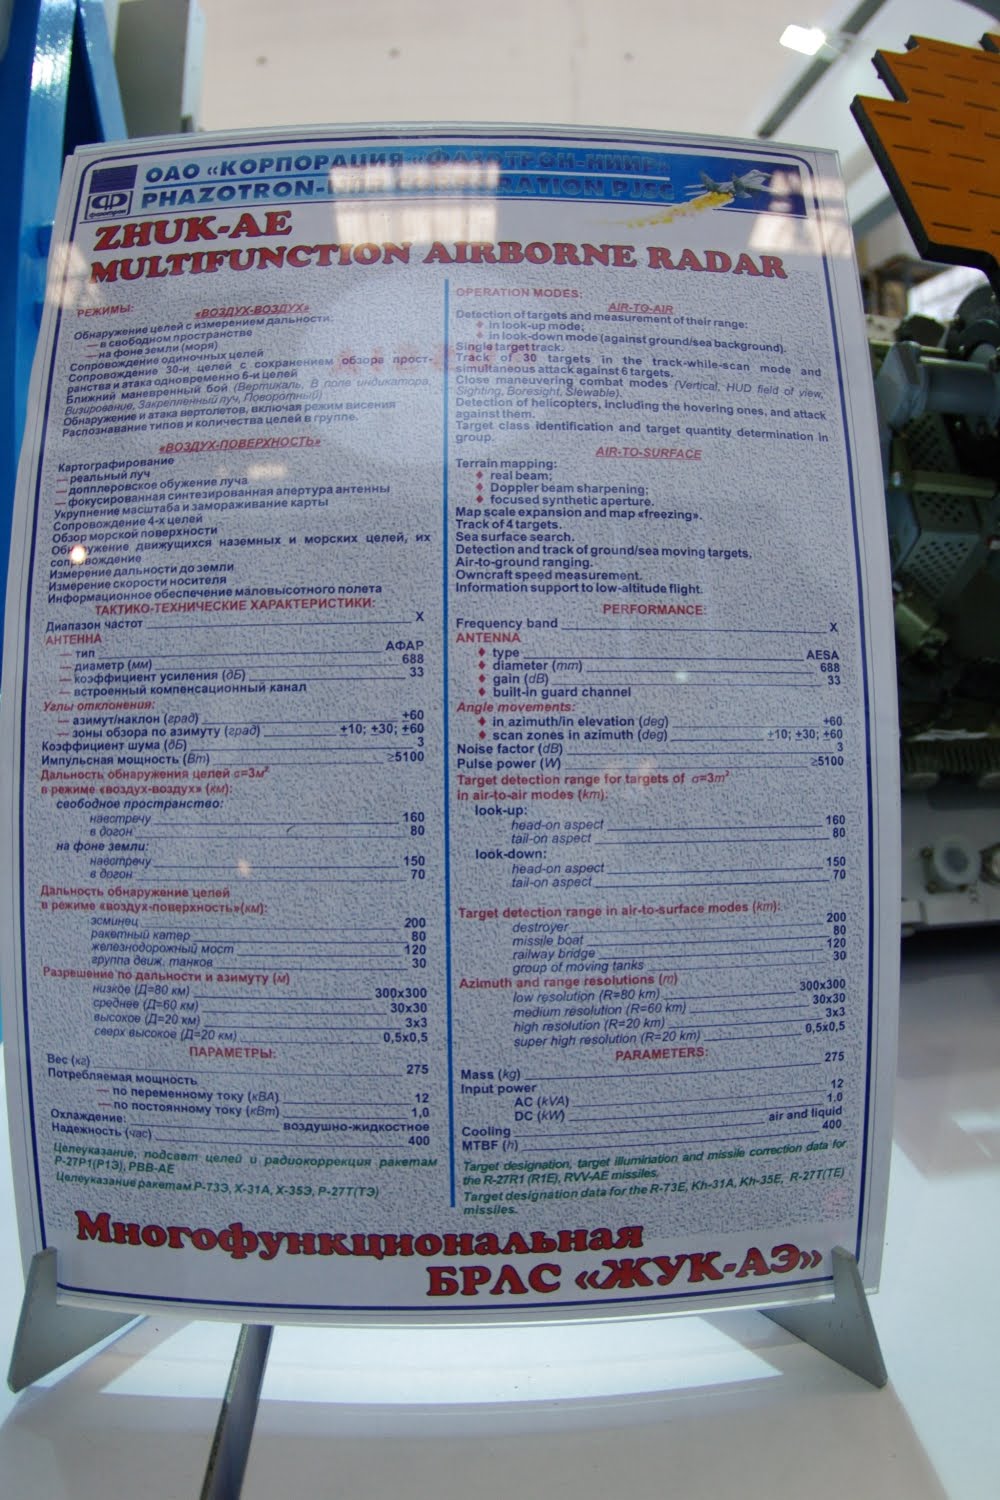 ОАО «КОРПОРАЦИЯ «ФАЗОТРОН-НИИР»
PHAZOTRON-NIIR CORPORATION PJSC
фазотрон
ZHUK-AE
MULTIFUNCTION AIRBORNE RADAR
РЕЖИМЫ:
«ВОЗДУХ-ВОЗДУХ»
Обнаружение целей с измерением дальности:
— в свободном пространстве
— на фоне земли (моря)
Сопровождение одиночных целей
Сопровождение 30-и целей с сохранением обзора прост-
ранства и атака одновременно 6-и целей
Ближний маневренный бой (Вертикаль, В поле индикатора,
Визирование, Закрепленный луч, Поворотный)
Обнаружение и атака вертолетов, включая режим висения
Распознавание типов и количества целей в группе.
«ВОЗДУХ-ПОВЕРХНОСТЬ»
Картографирование
— реальный луч
— допплеровское обужение луча
— фокусированная синтезированная апертура антенны
Укрупнение масштаба и замораживание карты
Сопровождение 4-х целей
Обзор морской поверхности
Обнаружение движущихся наземных и морских целей, их
сопровождение
Измерение дальности до земли
Измерение скорости носителя
Информационное обеспечение маловысотного полета
ТАКТИКО-ТЕХНИЧЕСКИЕ ХАРАКТЕРИСТИКИ:
Диапазон частот X
АНТЕННА
— тип АФАР
— диаметр (мм) 688
— коэффициент усиления (дБ) 33
— встроенный компенсационный канал
Углы отклонения:
— азимут/наклон (град) ±60
— зоны обзора по азимуту (град) ±10; ±30; ±60
Коэффициент шума (дБ) 3
Импульсная мощность (Вт) ≥5100
Дальность обнаружения целей σ=3м²
в режиме «воздух-воздух» (км):
свободное пространство:
навстречу 160
в догон 80
на фоне земли:
навстречу 150
в догон 70
Дальность обнаружения целей
в режиме «воздух-поверхность»(км):
эсминец 200
ракетный катер 80
железнодорожный мост 120
группа движ. танков 30
Разрешение по дальности и азимуту (м)
низкое (Д=80 км) 300x300
среднее (Д=60 км) 30x30
высокое (Д=20 км) 3x3
сверх высокое (Д=20 км) 0,5x0,5
ПАРАМЕТРЫ:
Вес (кг) 275
Потребляемая мощность
— по переменному току (кВА) 12
— по постоянному току (кВт) 1,0
Охлаждение: воздушно-жидкостное
Надежность (час) 400
Целеуказание, подсвет целей и радиокоррекция ракетам
Р-27Р1(Р1Э), РВВ-АЕ
Целеуказание ракетам Р-73Э, Х-31А, Х-35Э, Р-27Т(ТЭ)
OPERATION MODES:
AIR-TO-AIR
Detection of targets and measurement of their range:
♦ in look-up mode;
♦ in look-down mode (against ground/sea background).
Single target track.
Track of 30 targets in the track-while-scan mode and
simultaneous attack against 6 targets.
Close maneuvering combat modes (Vertical, HUD field of view,
Sighting, Boresight, Slewable).
Detection of helicopters, including the hovering ones, and attack
against them.
Target class identification and target quantity determination in
group.
AIR-TO-SURFACE
Terrain mapping:
♦ real beam;
♦ Doppler beam sharpening;
♦ focused synthetic aperture.
Map scale expansion and map «freezing».
Track of 4 targets.
Sea surface search.
Detection and track of ground/sea moving targets.
Air-to-ground ranging.
Owncraft speed measurement.
Information support to low-altitude flight.
PERFORMANCE:
Frequency band X
ANTENNA
♦ type AESA
♦ diameter (mm) 688
♦ gain (dB) 33
♦ built-in guard channel
Angle movements:
♦ in azimuth/in elevation (deg) ±60
♦ scan zones in azimuth (deg) ±10; ±30; ±60
Noise factor (dB) 3
Pulse power (W) ≥5100
Target detection range for targets of σ=3m²
in air-to-air modes (km):
look-up:
head-on aspect 160
tail-on aspect 80
look-down:
head-on aspect 150
tail-on aspect 70
Target detection range in air-to-surface modes (km):
destroyer 200
missile boat 80
railway bridge 120
group of moving tanks 30
Azimuth and range resolutions (m)
low resolution (R=80 km) 300x300
medium resolution (R=60 km) 30x30
high resolution (R=20 km) 3x3
super high resolution (R=20 km) 0,5x0,5
PARAMETERS:
Mass (kg) 275
Input power
AC (kVA) 12
DC (kW) 1.0
Cooling air and liquid
MTBF (h) 400
Target designation, target illumination and missile correction data for
the R-27R1 (R1E), RVV-AE missiles.
Target designation data for the R-73E, Kh-31A, Kh-35E, R-27T(TE)
missiles.
Многофункциональная
БРЛС «ЖУК-АЭ»